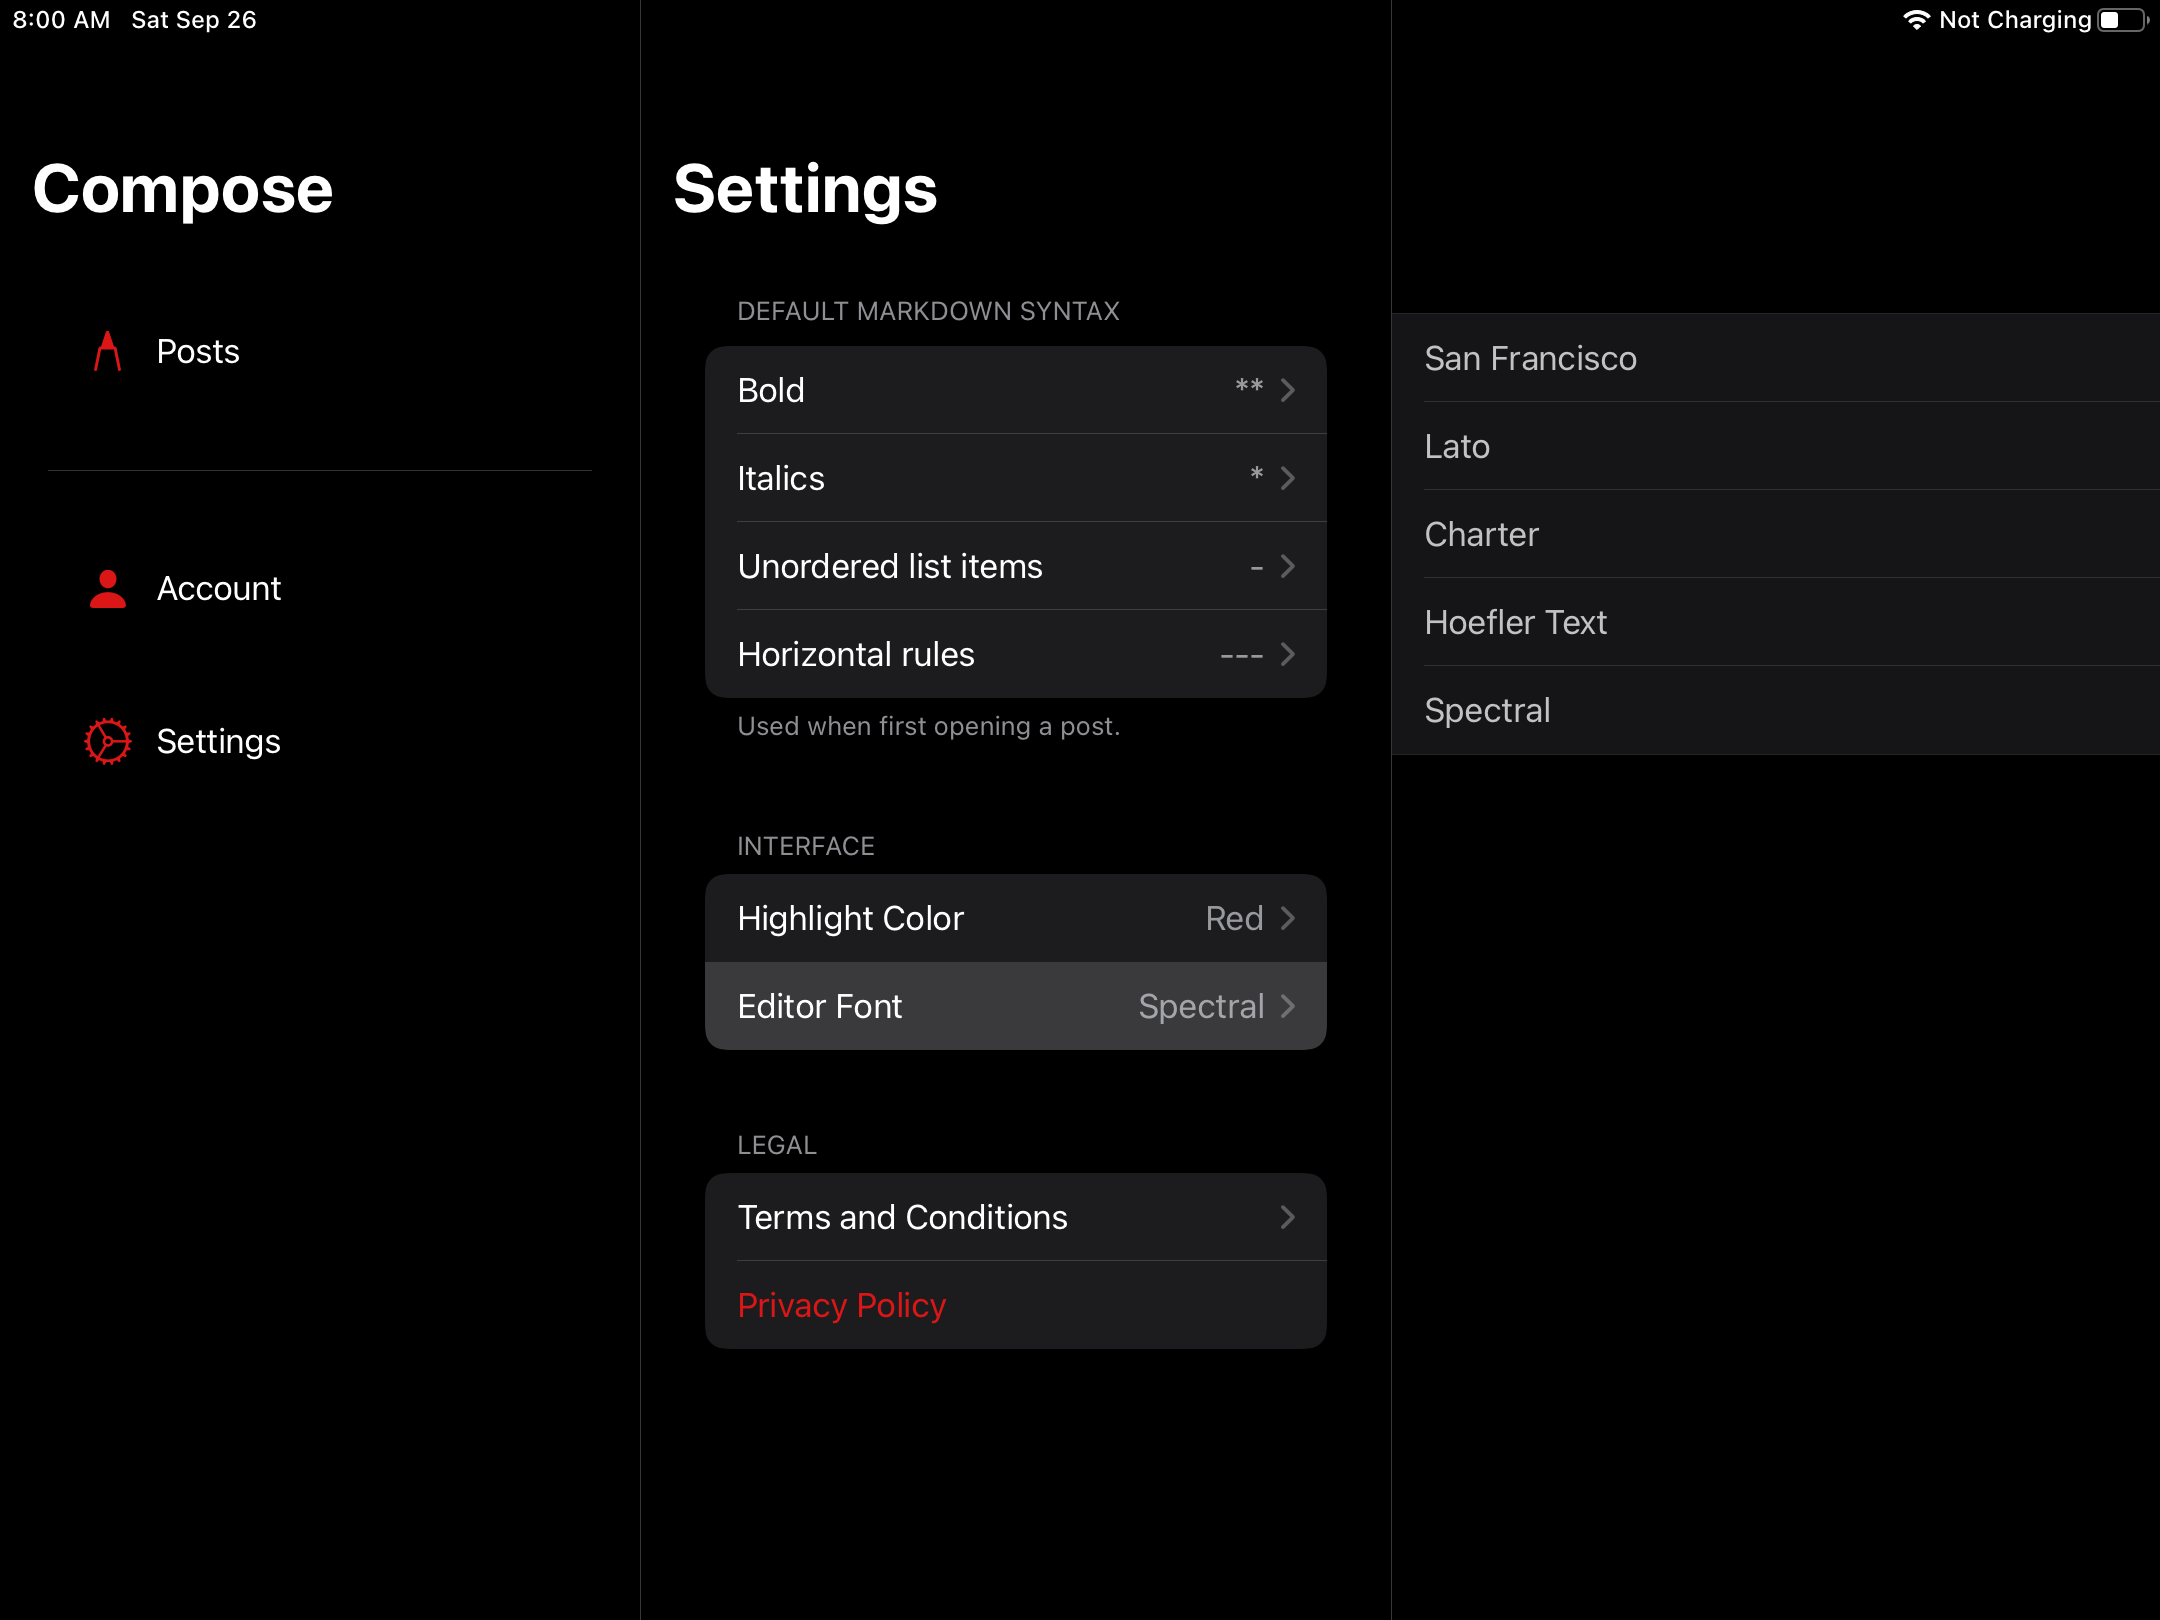 8:00 AM Sat Sep 26
Not Charging
Compose
Posts
Account
Settings
Settings
DEFAULT MARKDOWN SYNTAX
Bold **
Italics *
Unordered list items -
Horizontal rules ---
Used when first opening a post.
INTERFACE
Highlight Color Red
Editor Font Spectral
LEGAL
Terms and Conditions
Privacy Policy
San Francisco
Lato
Charter
Hoefler Text
Spectral